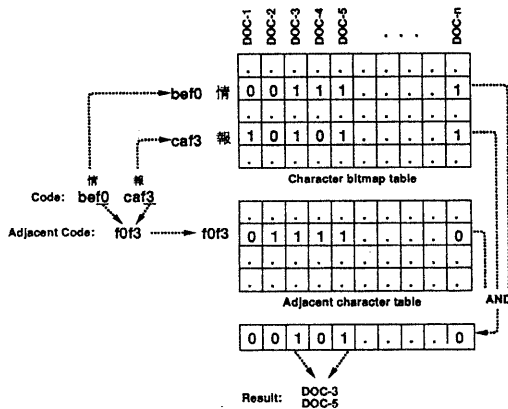 DOC-1 DOC-2 DOC-3 DOC-4 DOC-5 . . . DOC-n
. . . . . . . . . .
bef0 情 0 0 1 1 1 . . . . 1
. . . . . . . . . .
caf3 報 1 0 1 0 1 . . . . 1
. . . . . . . . . .
Character bitmap table
情 報
Code: bef0 caf3
Adjacent Code: f0f3
. . . . . . . . . .
f0f3 0 1 1 1 1 . . . . 0
. . . . . . . . . .
. . . . . . . . . .
Adjacent character table
AND
0 0 1 0 1 . . . . 0
Result: DOC-3
DOC-5